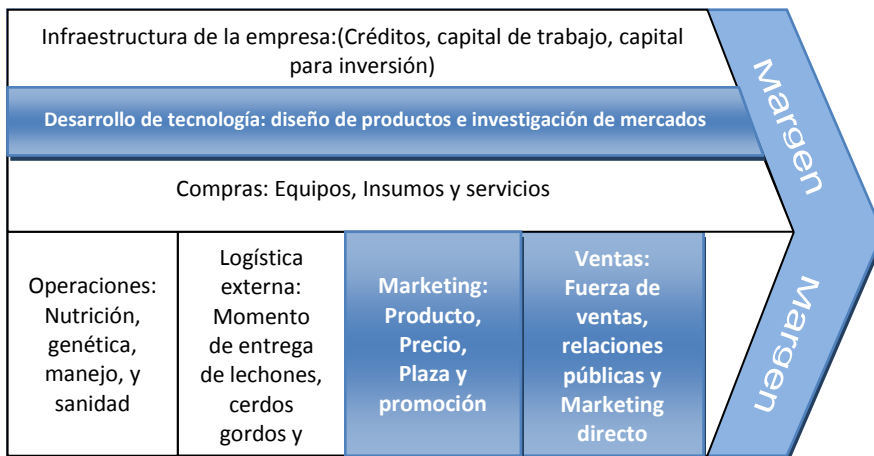 Infraestructura de la empresa:(Créditos, capital de trabajo, capital
para inversión)
Desarrollo de tecnología: diseño de productos e investigación de mercados
Compras: Equipos, Insumos y servicios
Operaciones:
Nutrición,
genética,
manejo, y
sanidad
Logística
externa:
Momento
de entrega
de lechones,
cerdos
gordos y
Marketing:
Producto,
Precio,
Plaza y
promoción
Ventas:
Fuerza de
ventas,
relaciones
públicas y
Marketing
directo
Margen
Margen